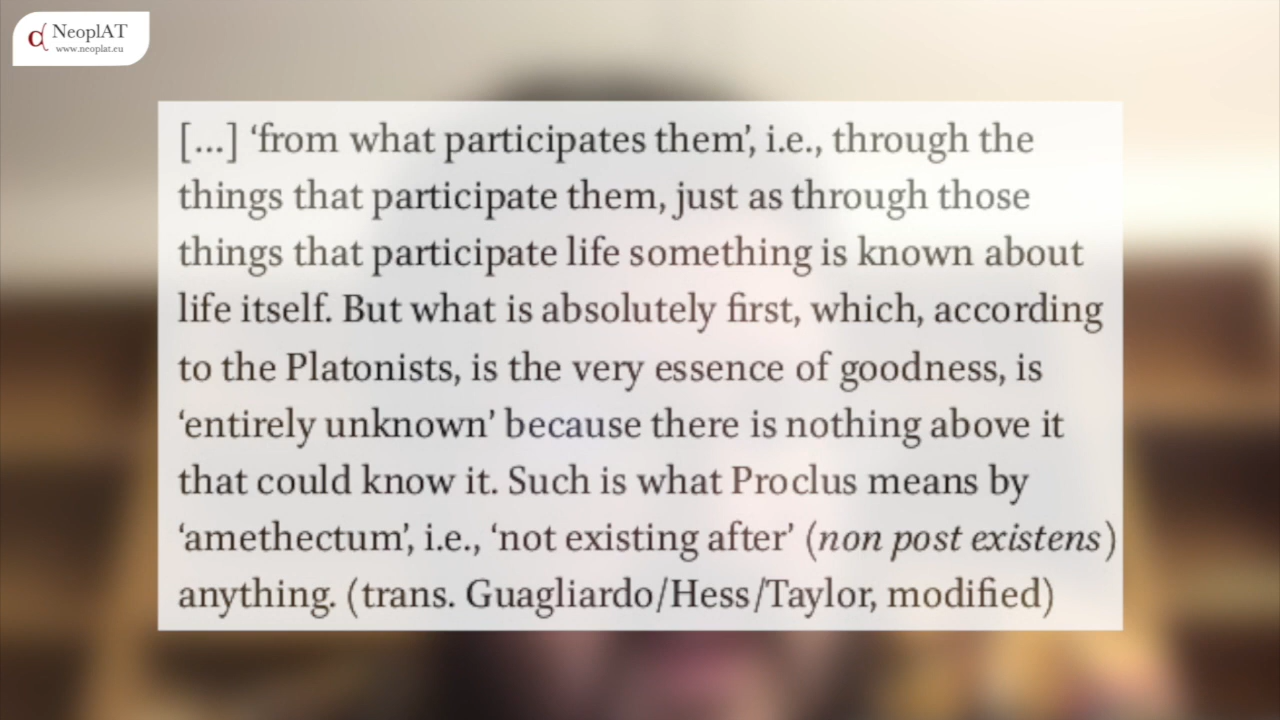 NeoplAT
www.neoplat.eu
[...] ‘from what participates them’, i.e., through the
things that participate them, just as through those
things that participate life something is known about
life itself. But what is absolutely first, which, according
to the Platonists, is the very essence of goodness, is
‘entirely unknown’ because there is nothing above it
that could know it. Such is what Proclus means by
‘amethectum’, i.e., ‘not existing after’ (non post existens)
anything. (trans. Guagliardo/Hess/Taylor, modified)